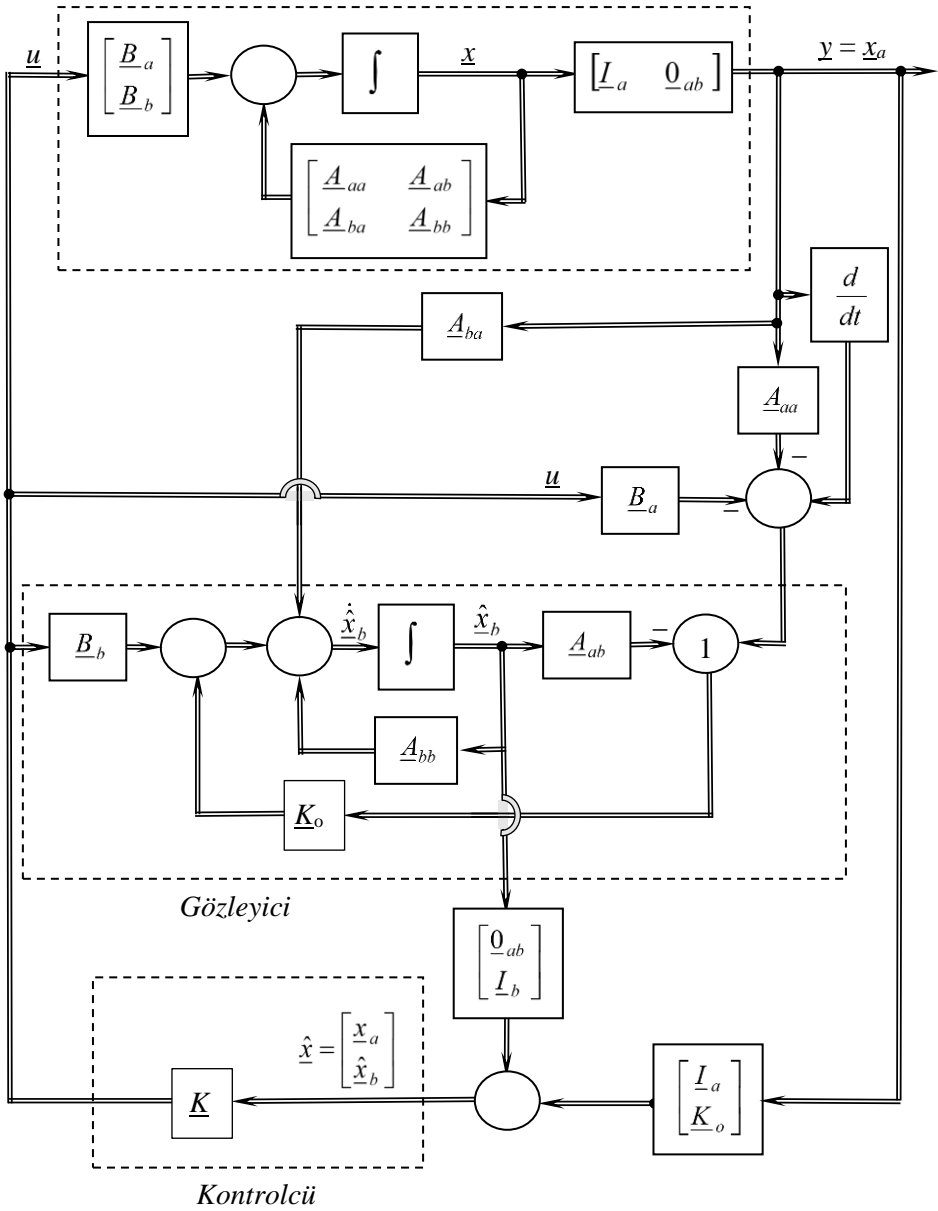 u
[B_a
B_b]
∫
x
[I_a 0_ab]
y = x_a
[A_aa A_ab
A_ba A_bb]
A_ba
d
dt
A_aa
–
u
B_a
–
B_b
ẋ̂_b
∫
x̂_b
A_ab
–
1
A_bb
K_o
Gözleyici
[0_ab
I_b]
x̂ = [x_a
x̂_b]
K
[I_a
K_o]
Kontrolcü